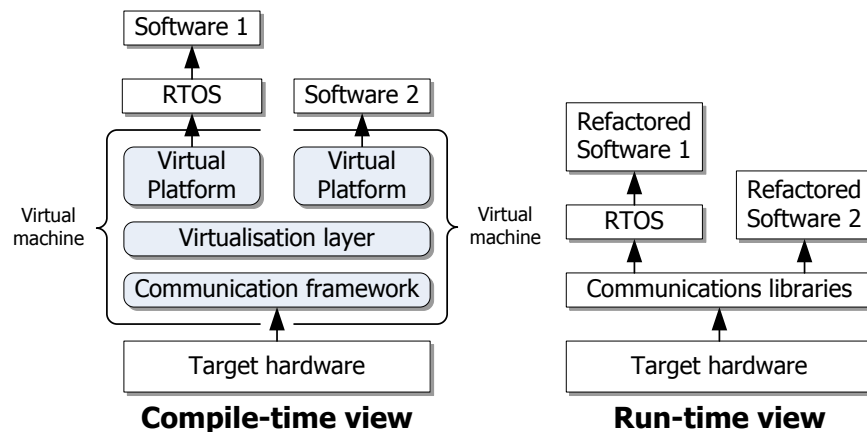 Software 1
RTOS
Software 2
Virtual
Platform
Virtual
Platform
Virtual
machine
Virtualisation layer
Virtual
machine
Communication framework
Target hardware
Compile-time view
Refactored
Software 1
Refactored
Software 2
RTOS
Communications libraries
Target hardware
Run-time view